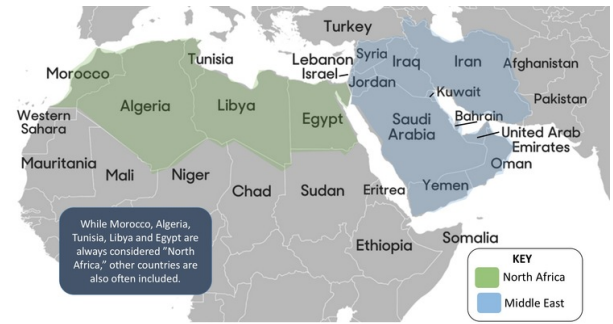 Turkey
Tunisia
Lebanon
Syria
Iraq
Iran
Afghanistan
Morocco
Israel
Jordan
Kuwait
Pakistan
Algeria
Libya
Egypt
Saudi
Arabia
Bahrain
United Arab
Emirates
Western
Sahara
Oman
Mauritania
Mali
Niger
Chad
Sudan
Eritrea
Yemen
While Morocco, Algeria,
Tunisia, Libya and Egypt are
always considered "North
Africa," other countries are
also often included.
Ethiopia
Somalia
KEY
North Africa
Middle East